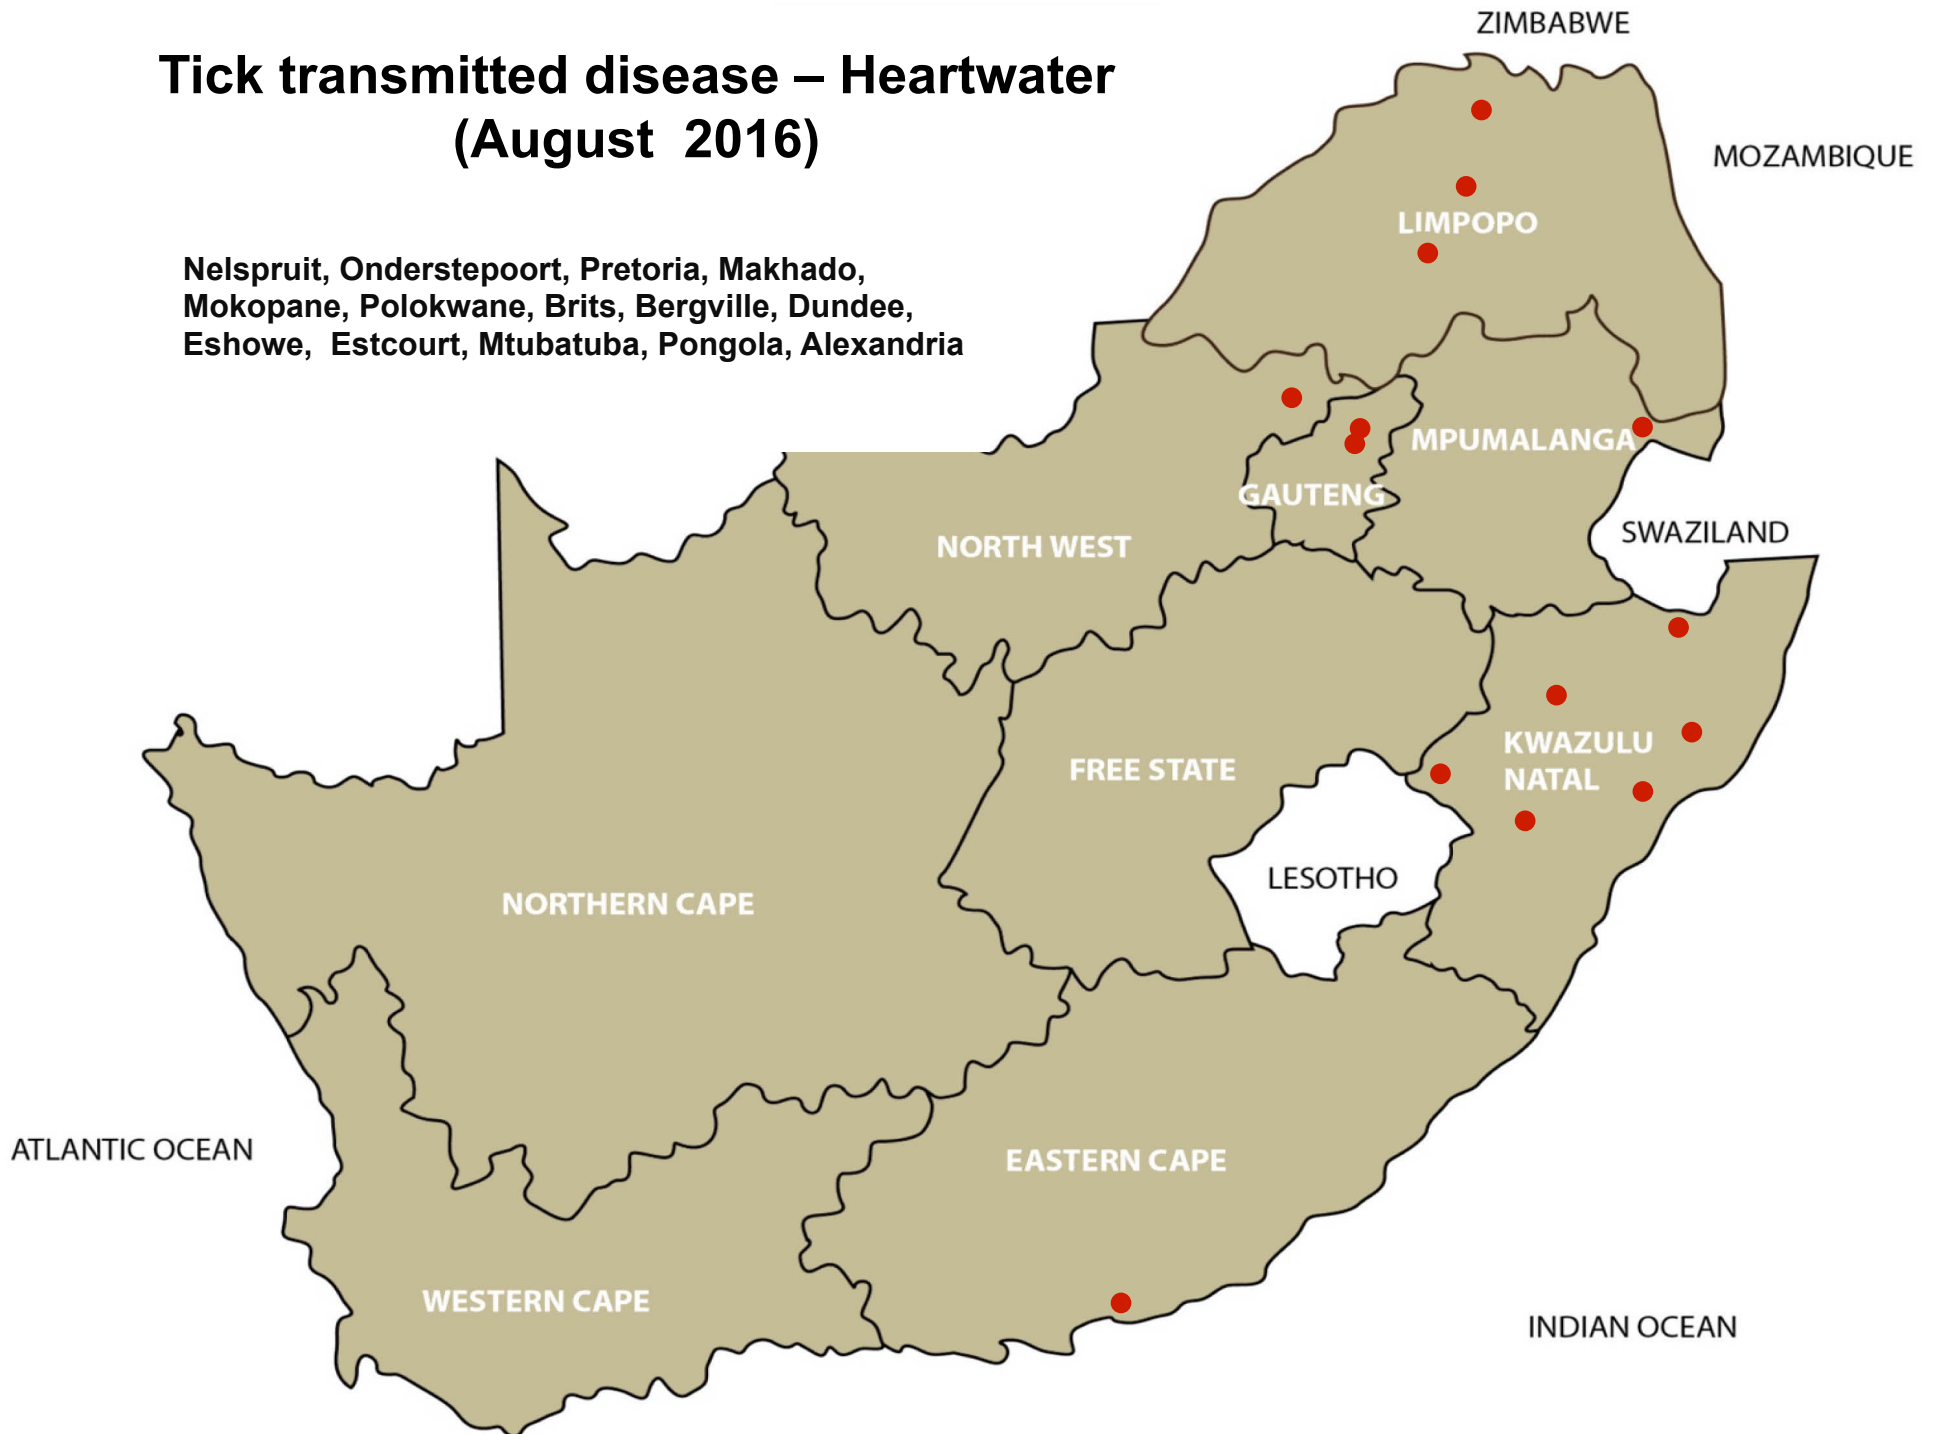 Tick transmitted disease – Heartwater
(August  2016)
Nelspruit, Onderstepoort, Pretoria, Makhado,
Mokopane, Polokwane, Brits, Bergville, Dundee,
Eshowe,  Estcourt, Mtubatuba, Pongola, Alexandria
ZIMBABWE
MOZAMBIQUE
LIMPOPO
MPUMALANGA
GAUTENG
SWAZILAND
NORTH WEST
KWAZULU
NATAL
FREE STATE
LESOTHO
NORTHERN CAPE
ATLANTIC OCEAN
EASTERN CAPE
WESTERN CAPE
INDIAN OCEAN